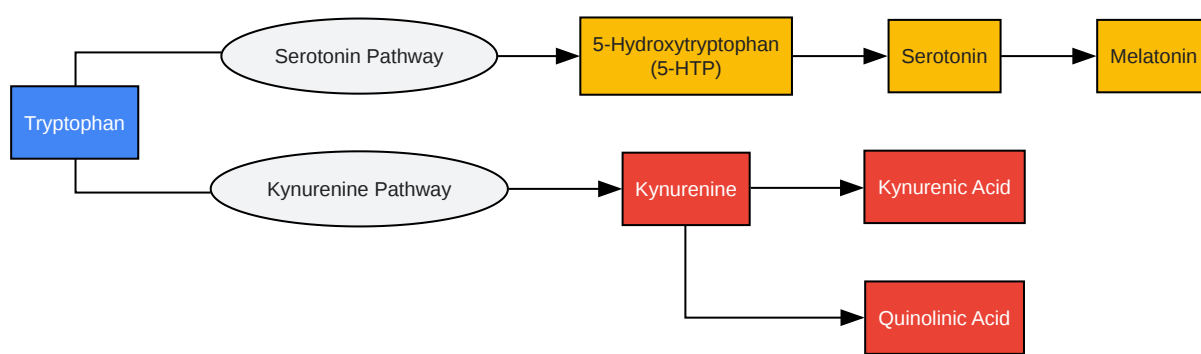 Serotonin Pathway
5-Hydroxytryptophan
(5-HTP)
Serotonin
Melatonin
Tryptophan
Kynurenine Pathway
Kynurenine
Kynurenic Acid
Quinolinic Acid